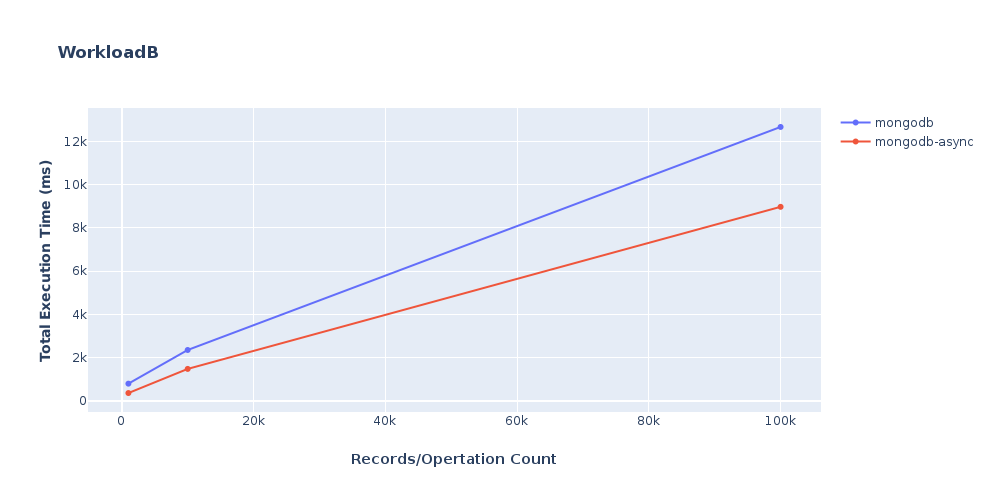 WorkloadB
mongodb
mongodb-async
Total Execution Time (ms)
12k
10k
8k
6k
4k
2k
0
0
20k
40k
60k
80k
100k
Records/Opertation Count